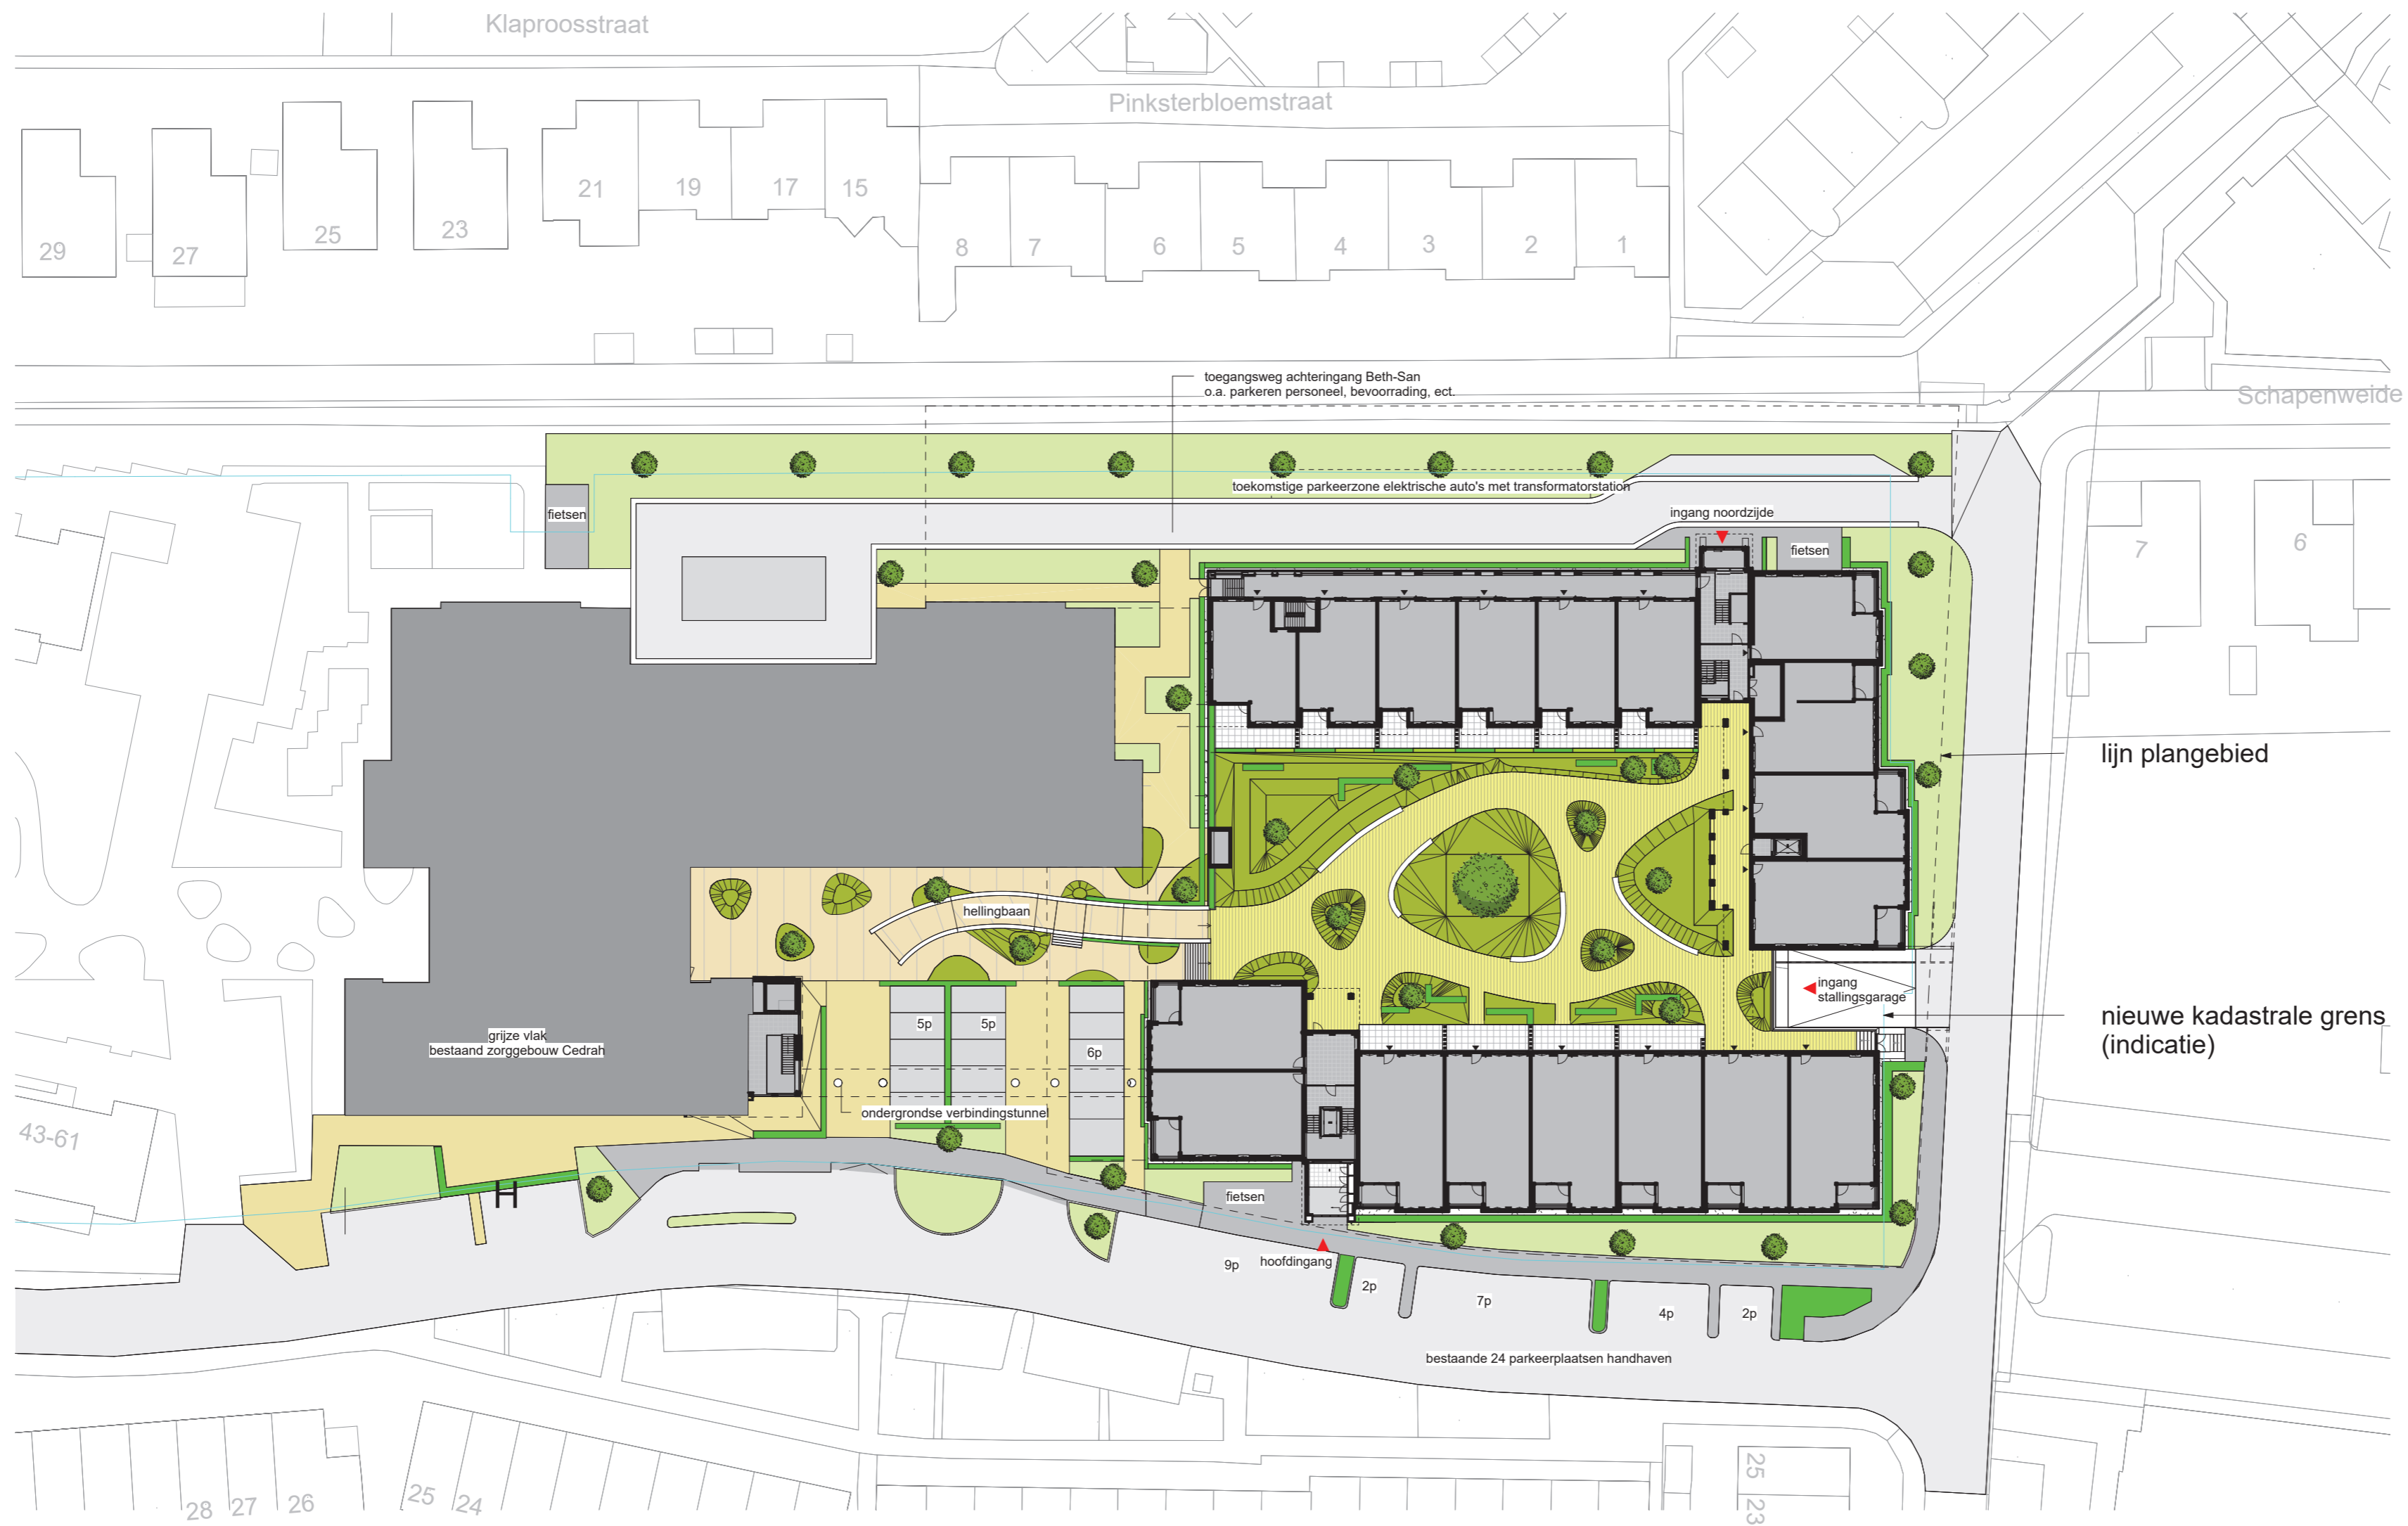 Klaproosstraat
Pinksterbloemstraat
29
27
25
23
21
19
17
15
8
7
6
5
4
3
2
1
toegangsweg achteringang Beth-San
o.a. parkeren personeel, bevoorrading, ect.
Schapenweide
toekomstige parkeerzone elektrische auto's met transformatorstation
fietsen
ingang noordzijde
fietsen
7
6
lijn plangebied
hellingbaan
ingang
stallingsgarage
nieuwe kadastrale grens
(indicatie)
grijze vlak
bestaand zorggebouw Cedrah
5p
5p
6p
ondergrondse verbindingstunnel
43-61
H
fietsen
hoofdingang
9p
2p
7p
4p
2p
bestaande 24 parkeerplaatsen handhaven
28
27
26
25
24
25
23